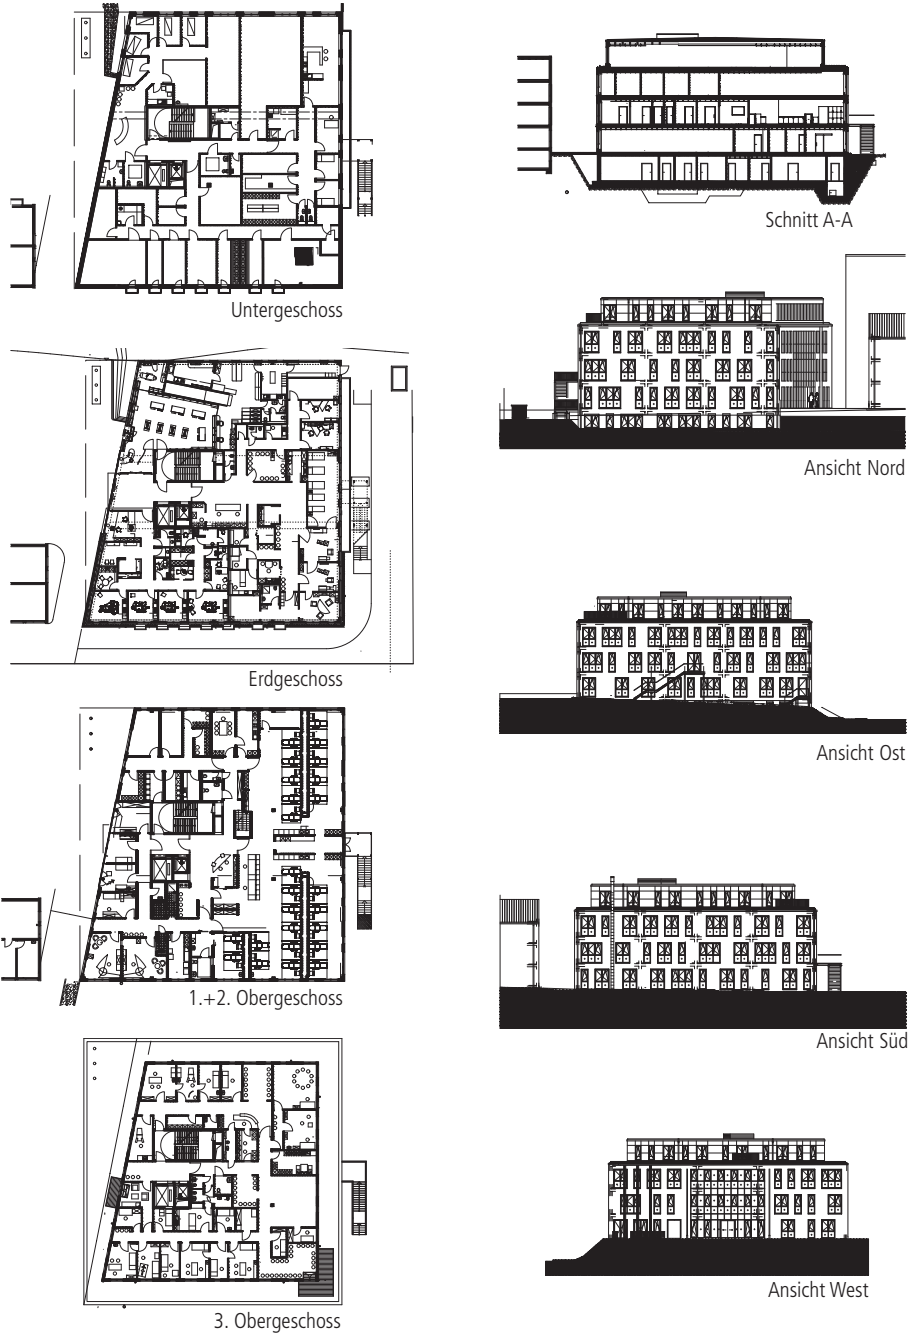 Untergeschoss
Erdgeschoss
1.+2. Obergeschoss
3. Obergeschoss
Schnitt A-A
Ansicht Nord
Ansicht Ost
Ansicht Süd
Ansicht West